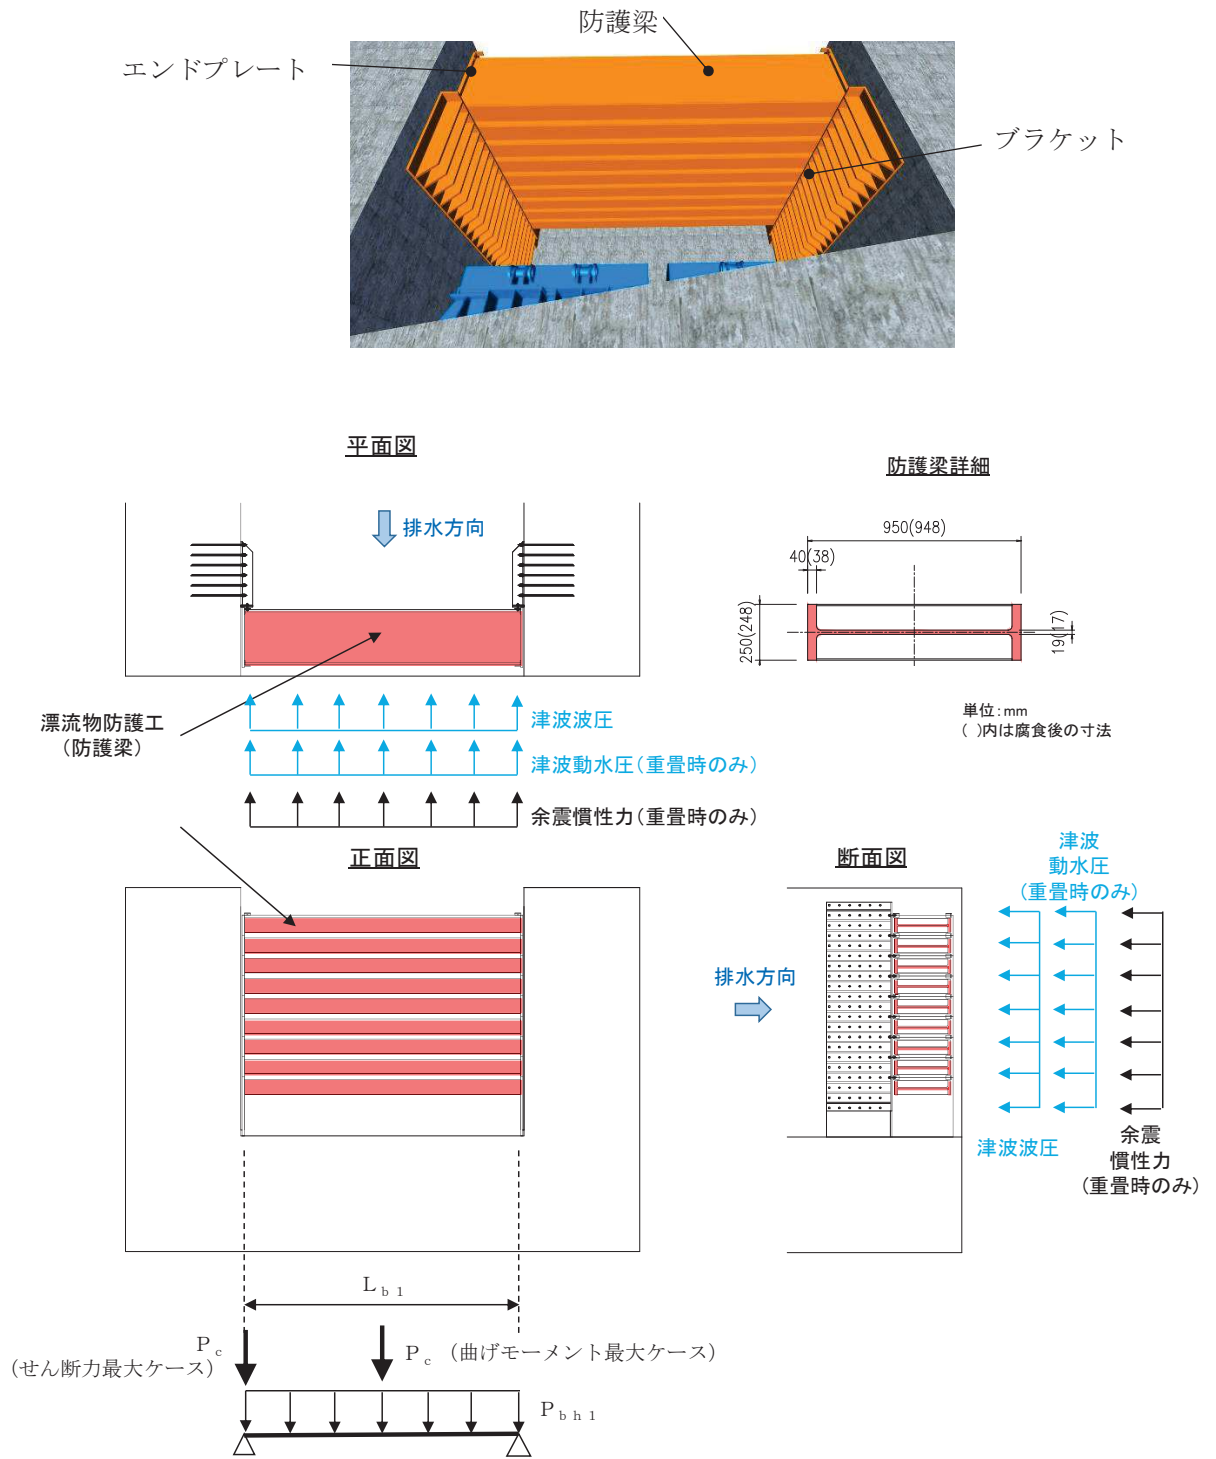 防護梁
エンドプレート
ブラケット
平面図
防護梁詳細
排水方向
950(948)
40(38)
250(248)
19(17)
単位:mm
( )内は腐食後の寸法
漂流物防護工
(防護梁)
津波波圧
津波動水圧(重畳時のみ)
余震慣性力(重畳時のみ)
正面図
断面図
津波
動水圧
(重畳時のみ)
排水方向
津波波圧
余震
慣性力
(重畳時のみ)
Lb1
Pc
(せん断力最大ケース)
Pc (曲げモーメント最大ケース)
Pbh1